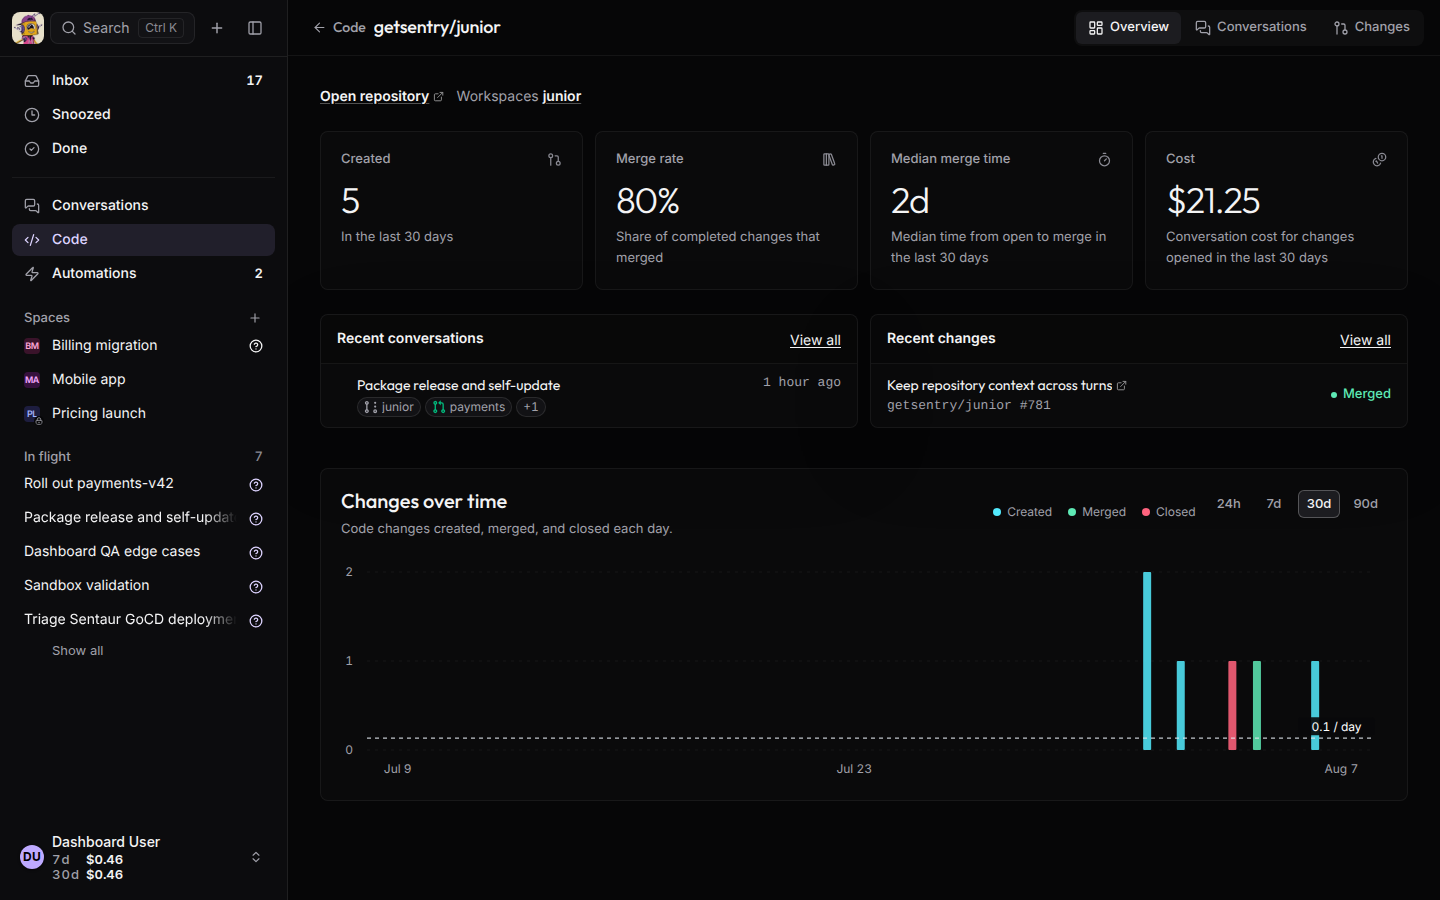 Search Ctrl K
Inbox 17
Snoozed
Done
Conversations
Code
Automations 2
Spaces
BM Billing migration
MA Mobile app
PL Pricing launch
In flight 7
Roll out payments-v42
Package release and self-updat
Dashboard QA edge cases
Sandbox validation
Triage Sentaur GoCD deployme
Show all
DU Dashboard User
7d $0.46
30d $0.46
Code getsentry/junior
Overview Conversations Changes
Open repository Workspaces junior
Created
5
In the last 30 days
Merge rate
80%
Share of completed changes that
merged
Median merge time
2d
Median time from open to merge in
the last 30 days
Cost
$21.25
Conversation cost for changes
opened in the last 30 days
Recent conversations View all
Package release and self-update 1 hour ago
junior payments +1
Recent changes View all
Keep repository context across turns
getsentry/junior #781
Merged
Changes over time
Code changes created, merged, and closed each day.
Created Merged Closed 24h 7d 30d 90d
2
1
0
0.1 / day
Jul 9 Jul 23 Aug 7